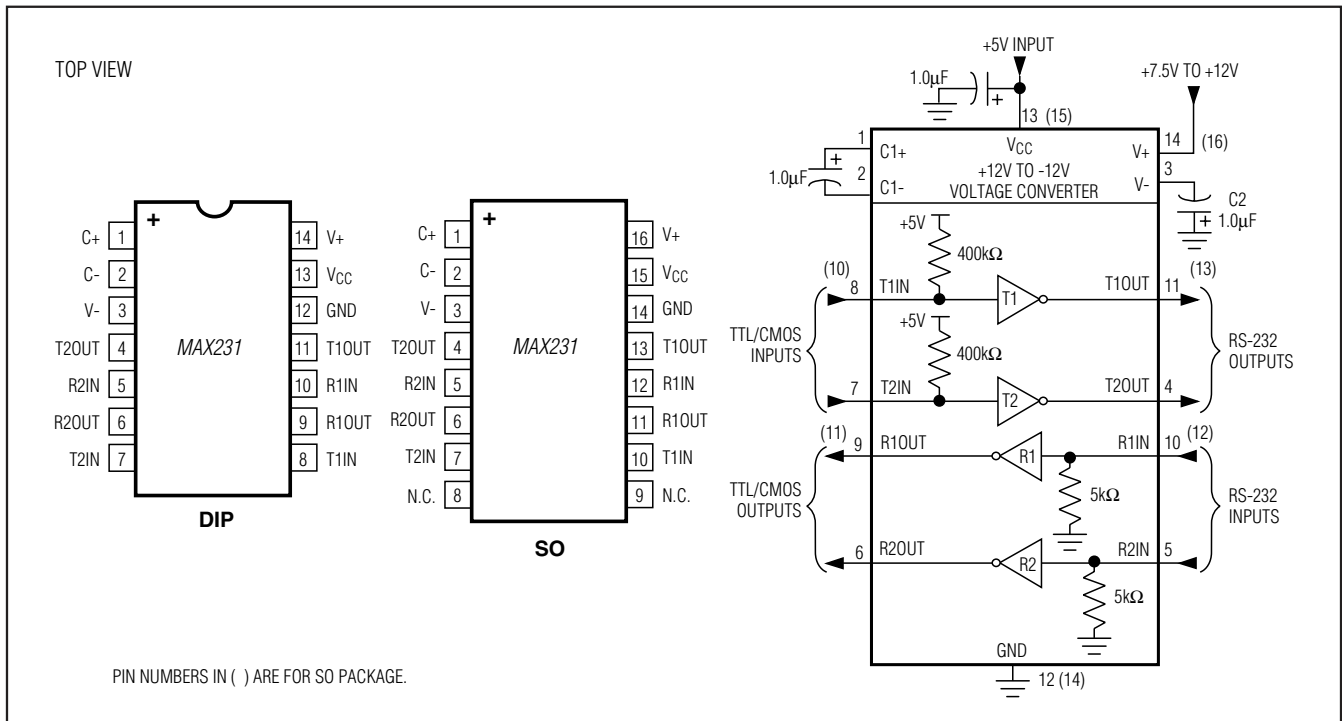 TOP VIEW
+
C+ 1
C- 2
V- 3
T2OUT 4
R2IN 5
R2OUT 6
T2IN 7
14 V+
13 VCC
12 GND
11 T1OUT
10 R1IN
9 R1OUT
8 T1IN
MAX231
DIP
+
C+ 1
C- 2
V- 3
T2OUT 4
R2IN 5
R2OUT 6
T2IN 7
N.C. 8
16 V+
15 VCC
14 GND
13 T1OUT
12 R1IN
11 R1OUT
10 T1IN
9 N.C.
MAX231
SO
+5V INPUT
1.0µF
+
+7.5V TO +12V
13 (15)
VCC
1
C1+
1.0µF
+
2
C1-
+12V TO -12V
VOLTAGE CONVERTER
14 (16)
V+
3
V-
C2
1.0µF
+
+5V
400kΩ
(10)
8 T1IN
T1
T1OUT 11
(13)
+5V
400kΩ
TTL/CMOS
INPUTS
RS-232
OUTPUTS
7 T2IN
T2
T2OUT 4
(11)
9 R1OUT
R1
R1IN 10
(12)
5kΩ
TTL/CMOS
OUTPUTS
RS-232
INPUTS
6 R2OUT
R2
R2IN 5
5kΩ
GND
12 (14)
PIN NUMBERS IN ( ) ARE FOR SO PACKAGE.